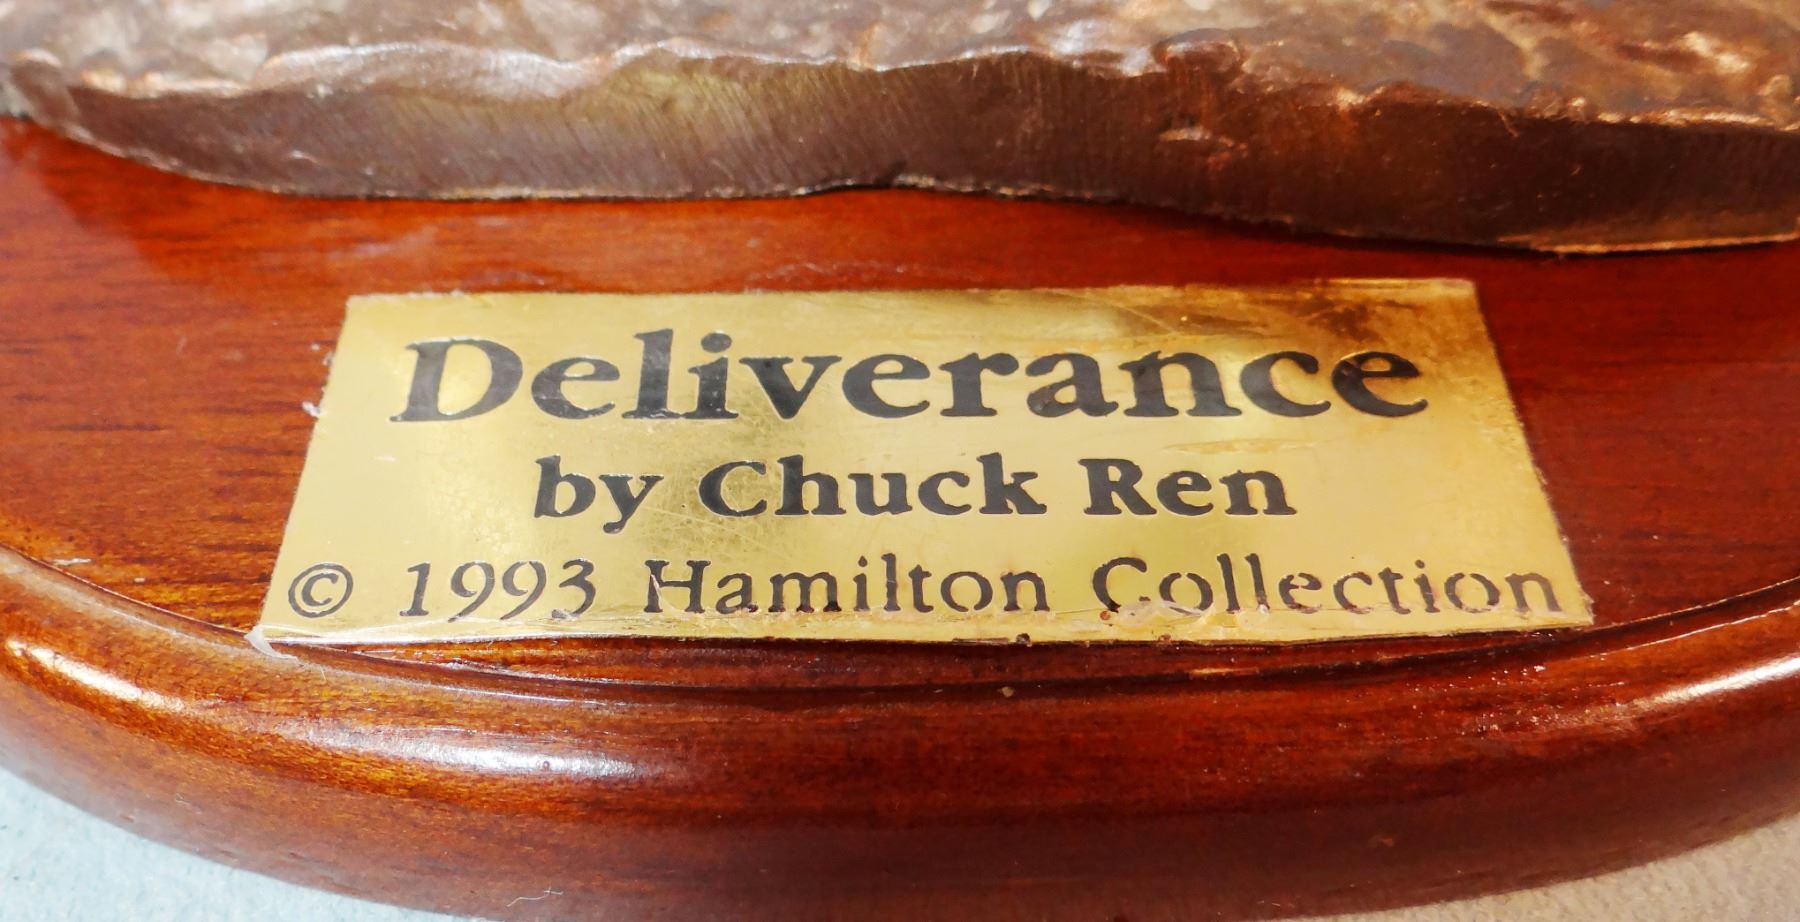 Deliverance
by Chuck Ren
© 1993 Hamilton Collection